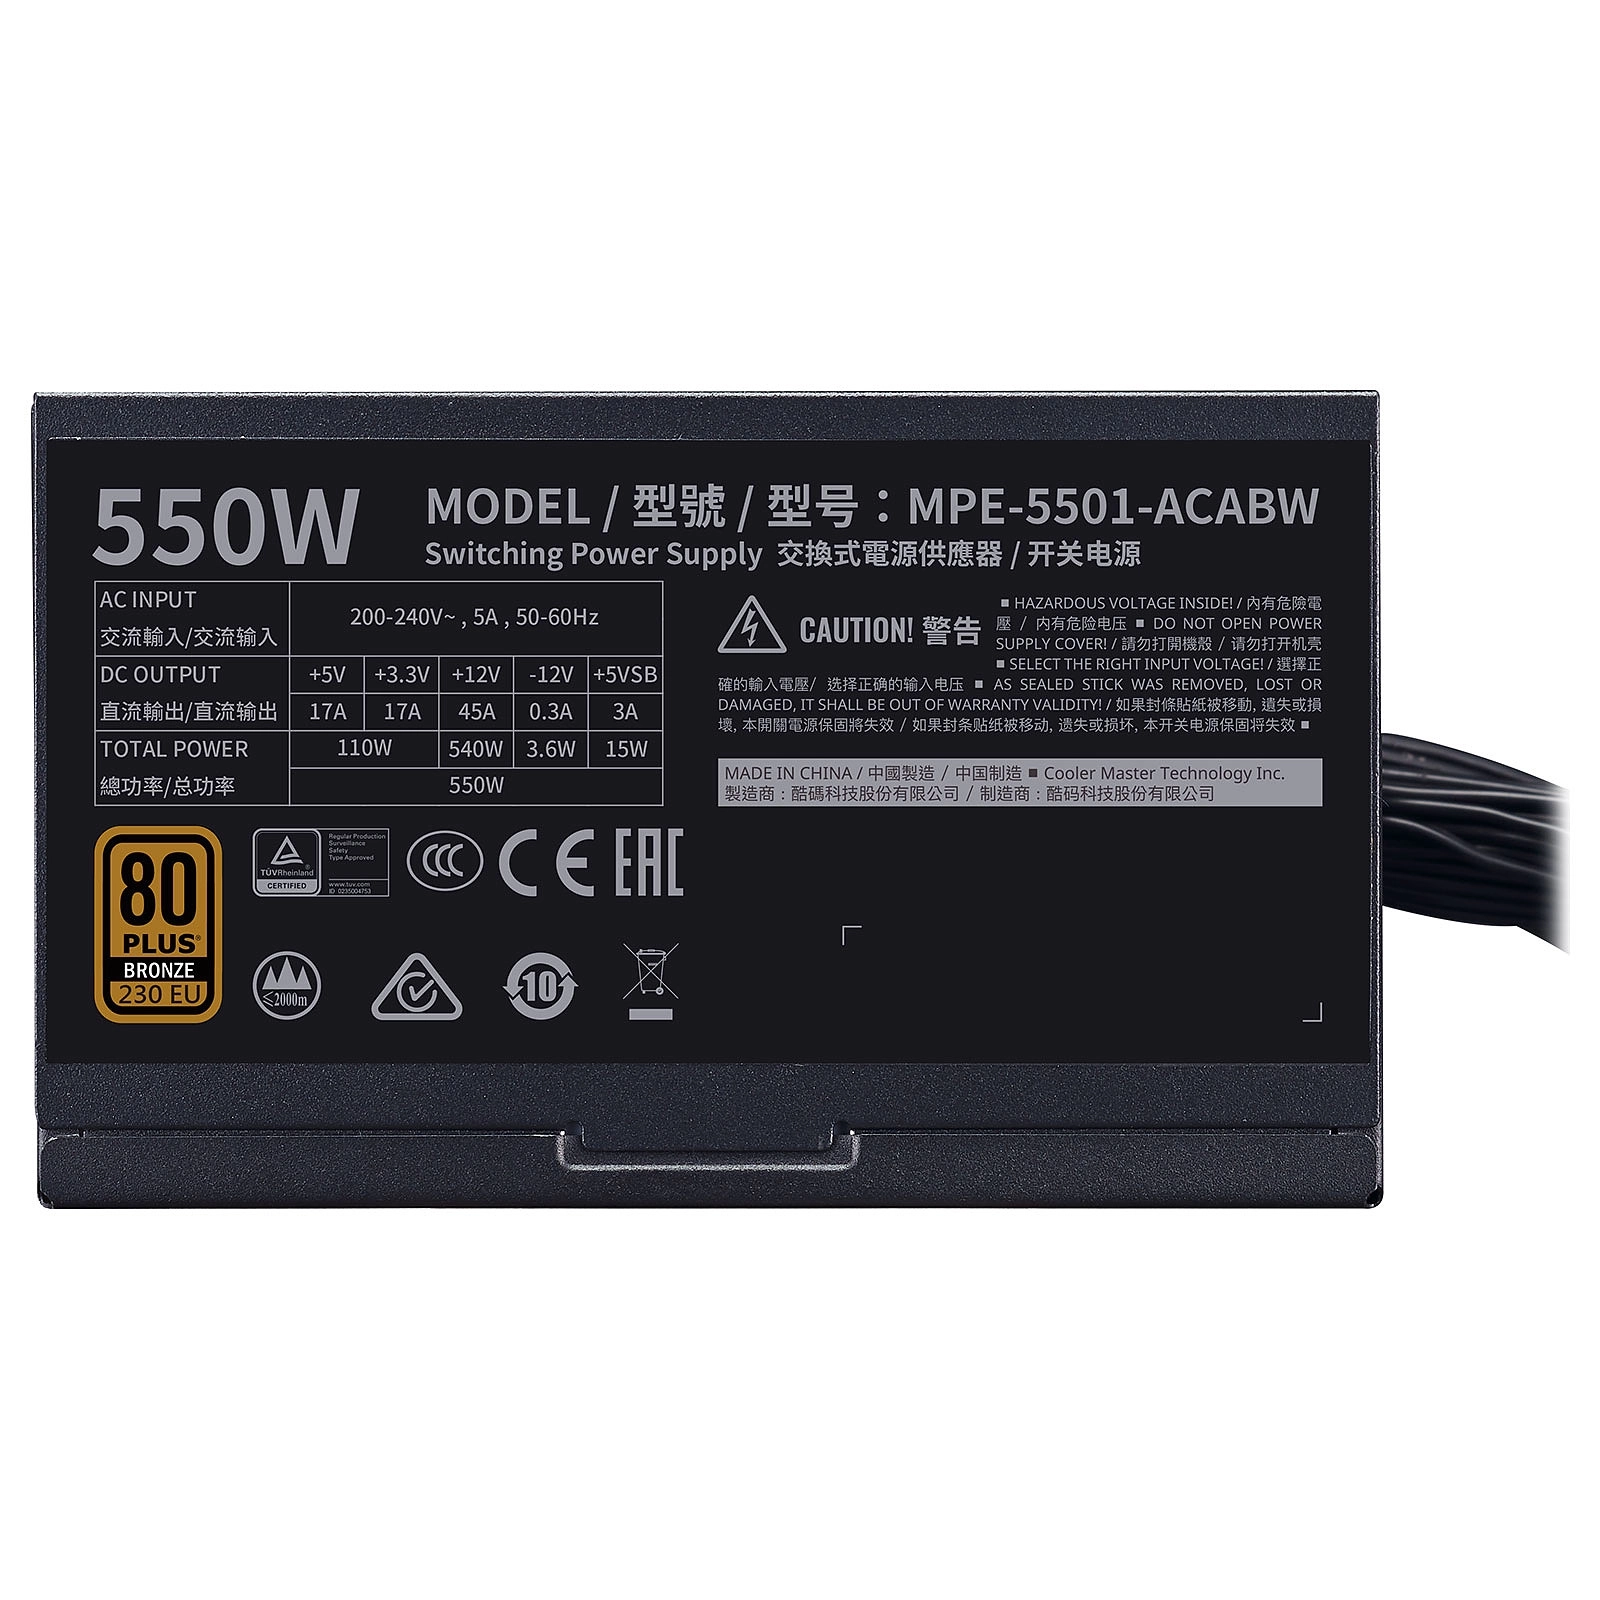 550W
MODEL / 型號 / 型号：MPE-5501-ACABW
Switching Power Supply 交換式電源供應器 / 开关电源
AC INPUT
交流輸入/交流输入
200-240V~ , 5A , 50-60Hz
DC OUTPUT
直流輸出/直流输出
+5V +3.3V +12V -12V +5VSB
17A 17A 45A 0.3A 3A
TOTAL POWER
總功率/总功率
110W 540W 3.6W 15W
550W
CAUTION! 警告
■ HAZARDOUS VOLTAGE INSIDE! / 內有危險電
壓 / 内有危险电压 ■ DO NOT OPEN POWER
SUPPLY COVER! / 請勿打開機殼 / 请勿打开机壳
■ SELECT THE RIGHT INPUT VOLTAGE! / 選擇正
確的輸入電壓/ 选择正确的输入电压 ■ AS SEALED STICK WAS REMOVED, LOST OR
DAMAGED, IT SHALL BE OUT OF WARRANTY VALIDITY! / 如果封條貼紙被移動, 遺失或損
壞, 本開關電源保固將失效 / 如果封条贴纸被移动, 遗失或损坏, 本开关电源保固将失效 ■
MADE IN CHINA / 中國製造 / 中国制造 ■ Cooler Master Technology Inc.
製造商 : 酷碼科技股份有限公司 / 制造商 : 酷码科技股份有限公司
80
PLUS®
BRONZE
230 EU
TÜVRheinland®
CERTIFIED
Regular Production
Surveillance
Safety
Type Approved
www.tuv.com
ID 0235004753
CCC
CE
EAC
≤2000m
10